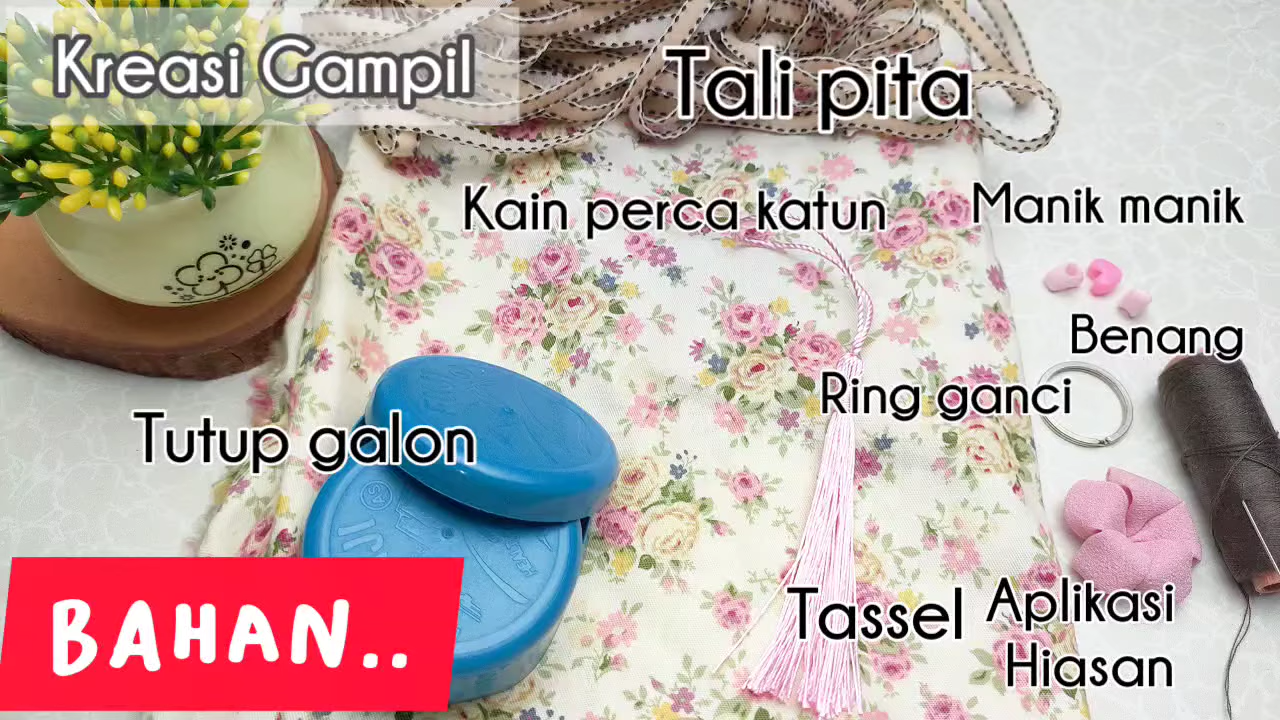 Kreasi Gampil
Tali pita
Kain perca katun
Manik manik
Benang
Ring ganci
Tutup galon
Tassel
Aplikasi
Hiasan
BAHAN..